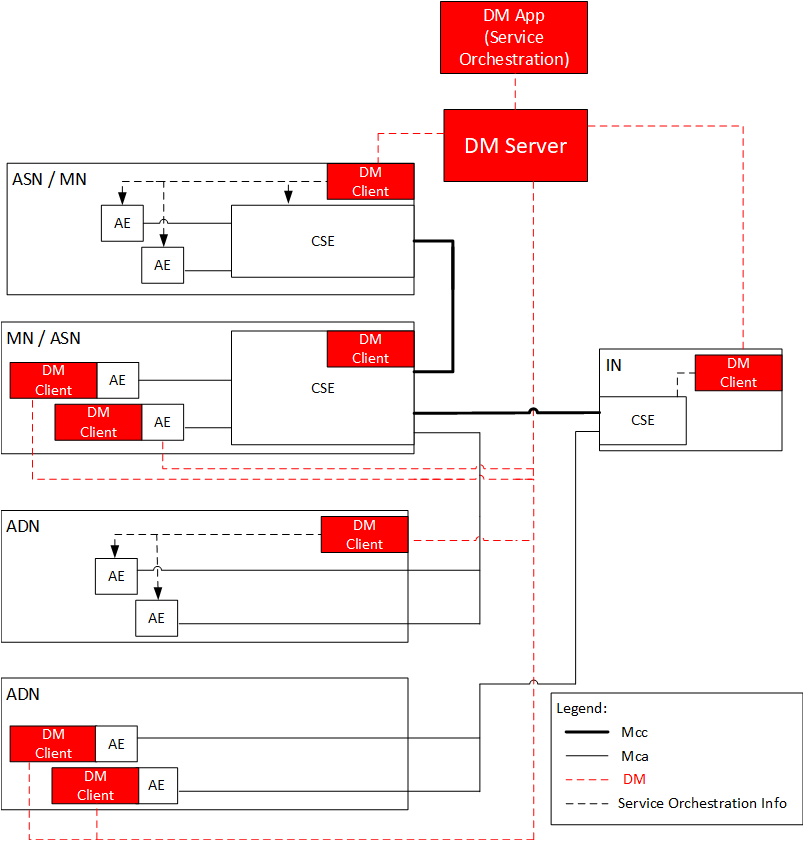 DM App
(Service
Orchestration)
DM Server
ASN / MN
DM
Client
AE
CSE
AE
MN / ASN
DM
Client
DM
Client
AE
CSE
DM
Client
AE
IN
DM
Client
CSE
ADN
DM
Client
AE
AE
ADN
DM
Client
AE
DM
Client
AE
Legend:
Mcc
Mca
DM
Service Orchestration Info